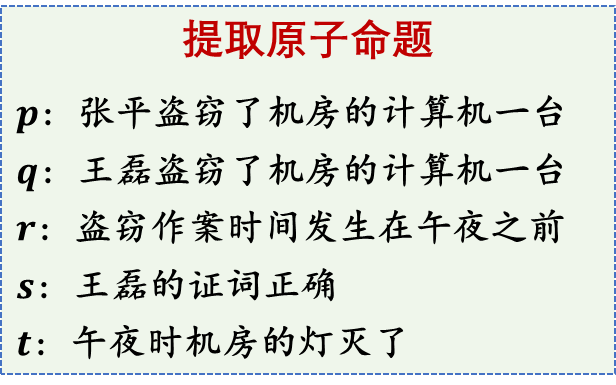 提取原子命题
p：张平盗窃了机房的计算机一台
q：王磊盗窃了机房的计算机一台
r：盗窃作案时间发生在午夜之前
s：王磊的证词正确
t：午夜时机房的灯灭了